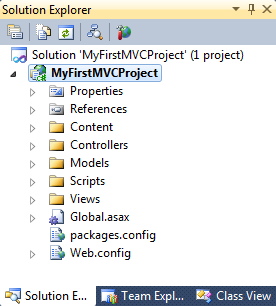 Solution Explorer
Solution 'MyFirstMVCProject' (1 project)
MyFirstMVCProject
Properties
References
Content
Controllers
Models
Scripts
Views
Global.asax
packages.config
Web.config
Solution E... Team Expl... Class View